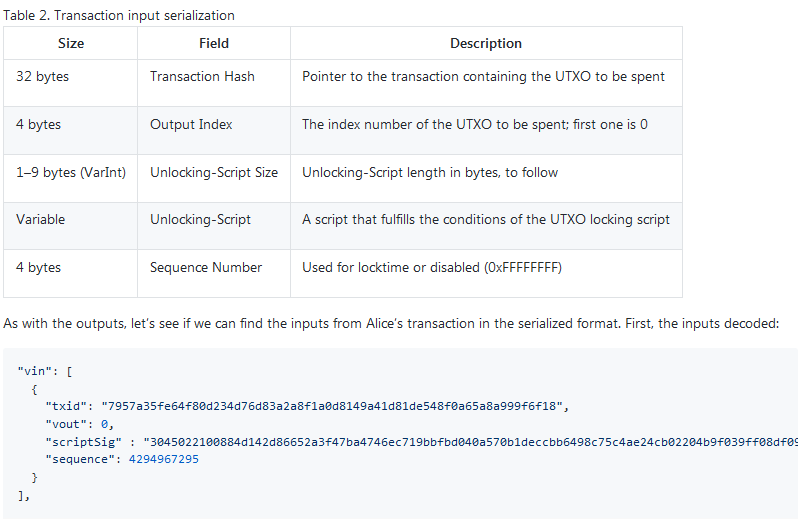 Table 2. Transaction input serialization
Size Field Description
32 bytes Transaction Hash Pointer to the transaction containing the UTXO to be spent
4 bytes Output Index The index number of the UTXO to be spent; first one is 0
1–9 bytes (VarInt) Unlocking-Script Size Unlocking-Script length in bytes, to follow
Variable Unlocking-Script A script that fulfills the conditions of the UTXO locking script
4 bytes Sequence Number Used for locktime or disabled (0xFFFFFFFF)
As with the outputs, let's see if we can find the inputs from Alice's transaction in the serialized format. First, the inputs decoded:
"vin": [
{
"txid": "7957a35fe64f80d234d76d83a2a8f1a0d8149a41d81de548f0a65a8a999f6f18",
"vout": 0,
"scriptSig" : "3045022100884d142d86652a3f47ba4746ec719bbfbd040a570b1deccbb6498c75c4ae24cb02204b9f039ff08df09
"sequence": 4294967295
}
],